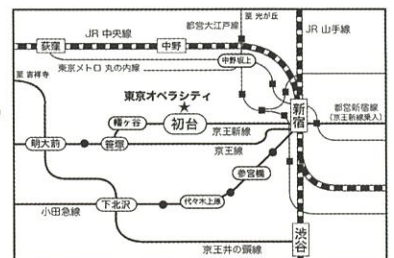 至 光が丘
都営大江戸線
JR 中央線
JR 山手線
荻窪
中野
中野坂上
東京メトロ 丸の内線
至 吉祥寺
東京オペラシティ
★
新宿
都営新宿線
(京王新線乗入)
幡ヶ谷
初台
京王新線
明大前
笹塚
京王線
参宮橋
代々木上原
下北沢
小田急線
京王井の頭線
渋谷